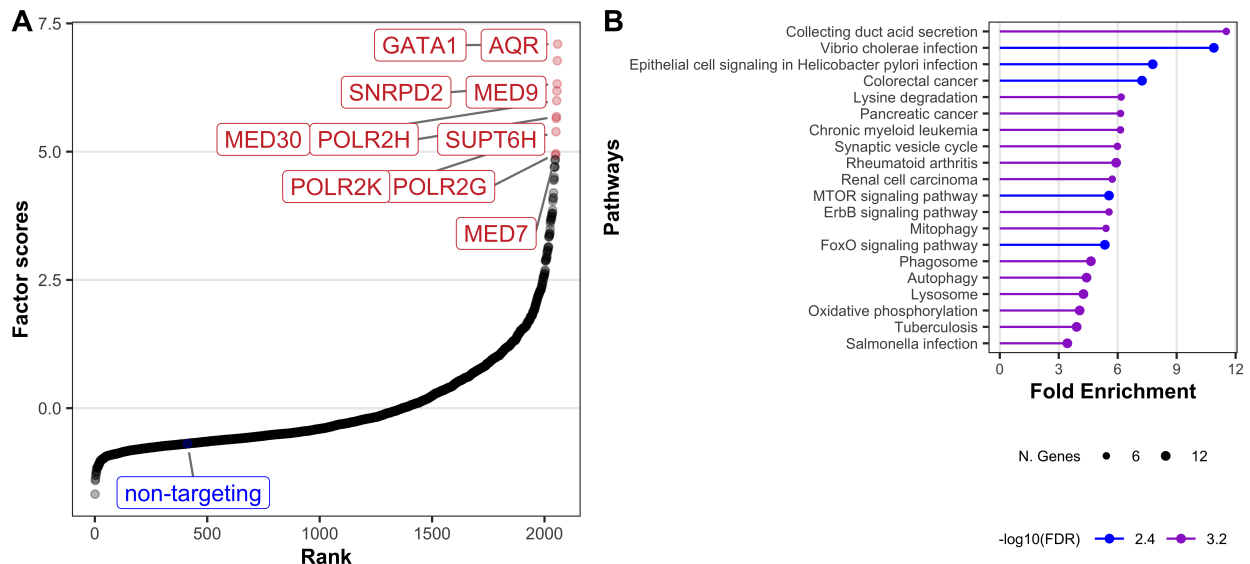 A
7.5
5.0
2.5
0.0
Factor scores
GATA1 AQR
SNRPD2 MED9
MED30 POLR2H SUPT6H
POLR2K POLR2G
MED7
non-targeting
0 500 1000 1500 2000
Rank
B
Pathways
Collecting duct acid secretion
Vibrio cholerae infection
Epithelial cell signaling in Helicobacter pylori infection
Colorectal cancer
Lysine degradation
Pancreatic cancer
Chronic myeloid leukemia
Synaptic vesicle cycle
Rheumatoid arthritis
Renal cell carcinoma
MTOR signaling pathway
ErbB signaling pathway
Mitophagy
FoxO signaling pathway
Phagosome
Autophagy
Lysosome
Oxidative phosphorylation
Tuberculosis
Salmonella infection
0 3 6 9 12
Fold Enrichment
N. Genes 6 12
-log10(FDR) 2.4 3.2